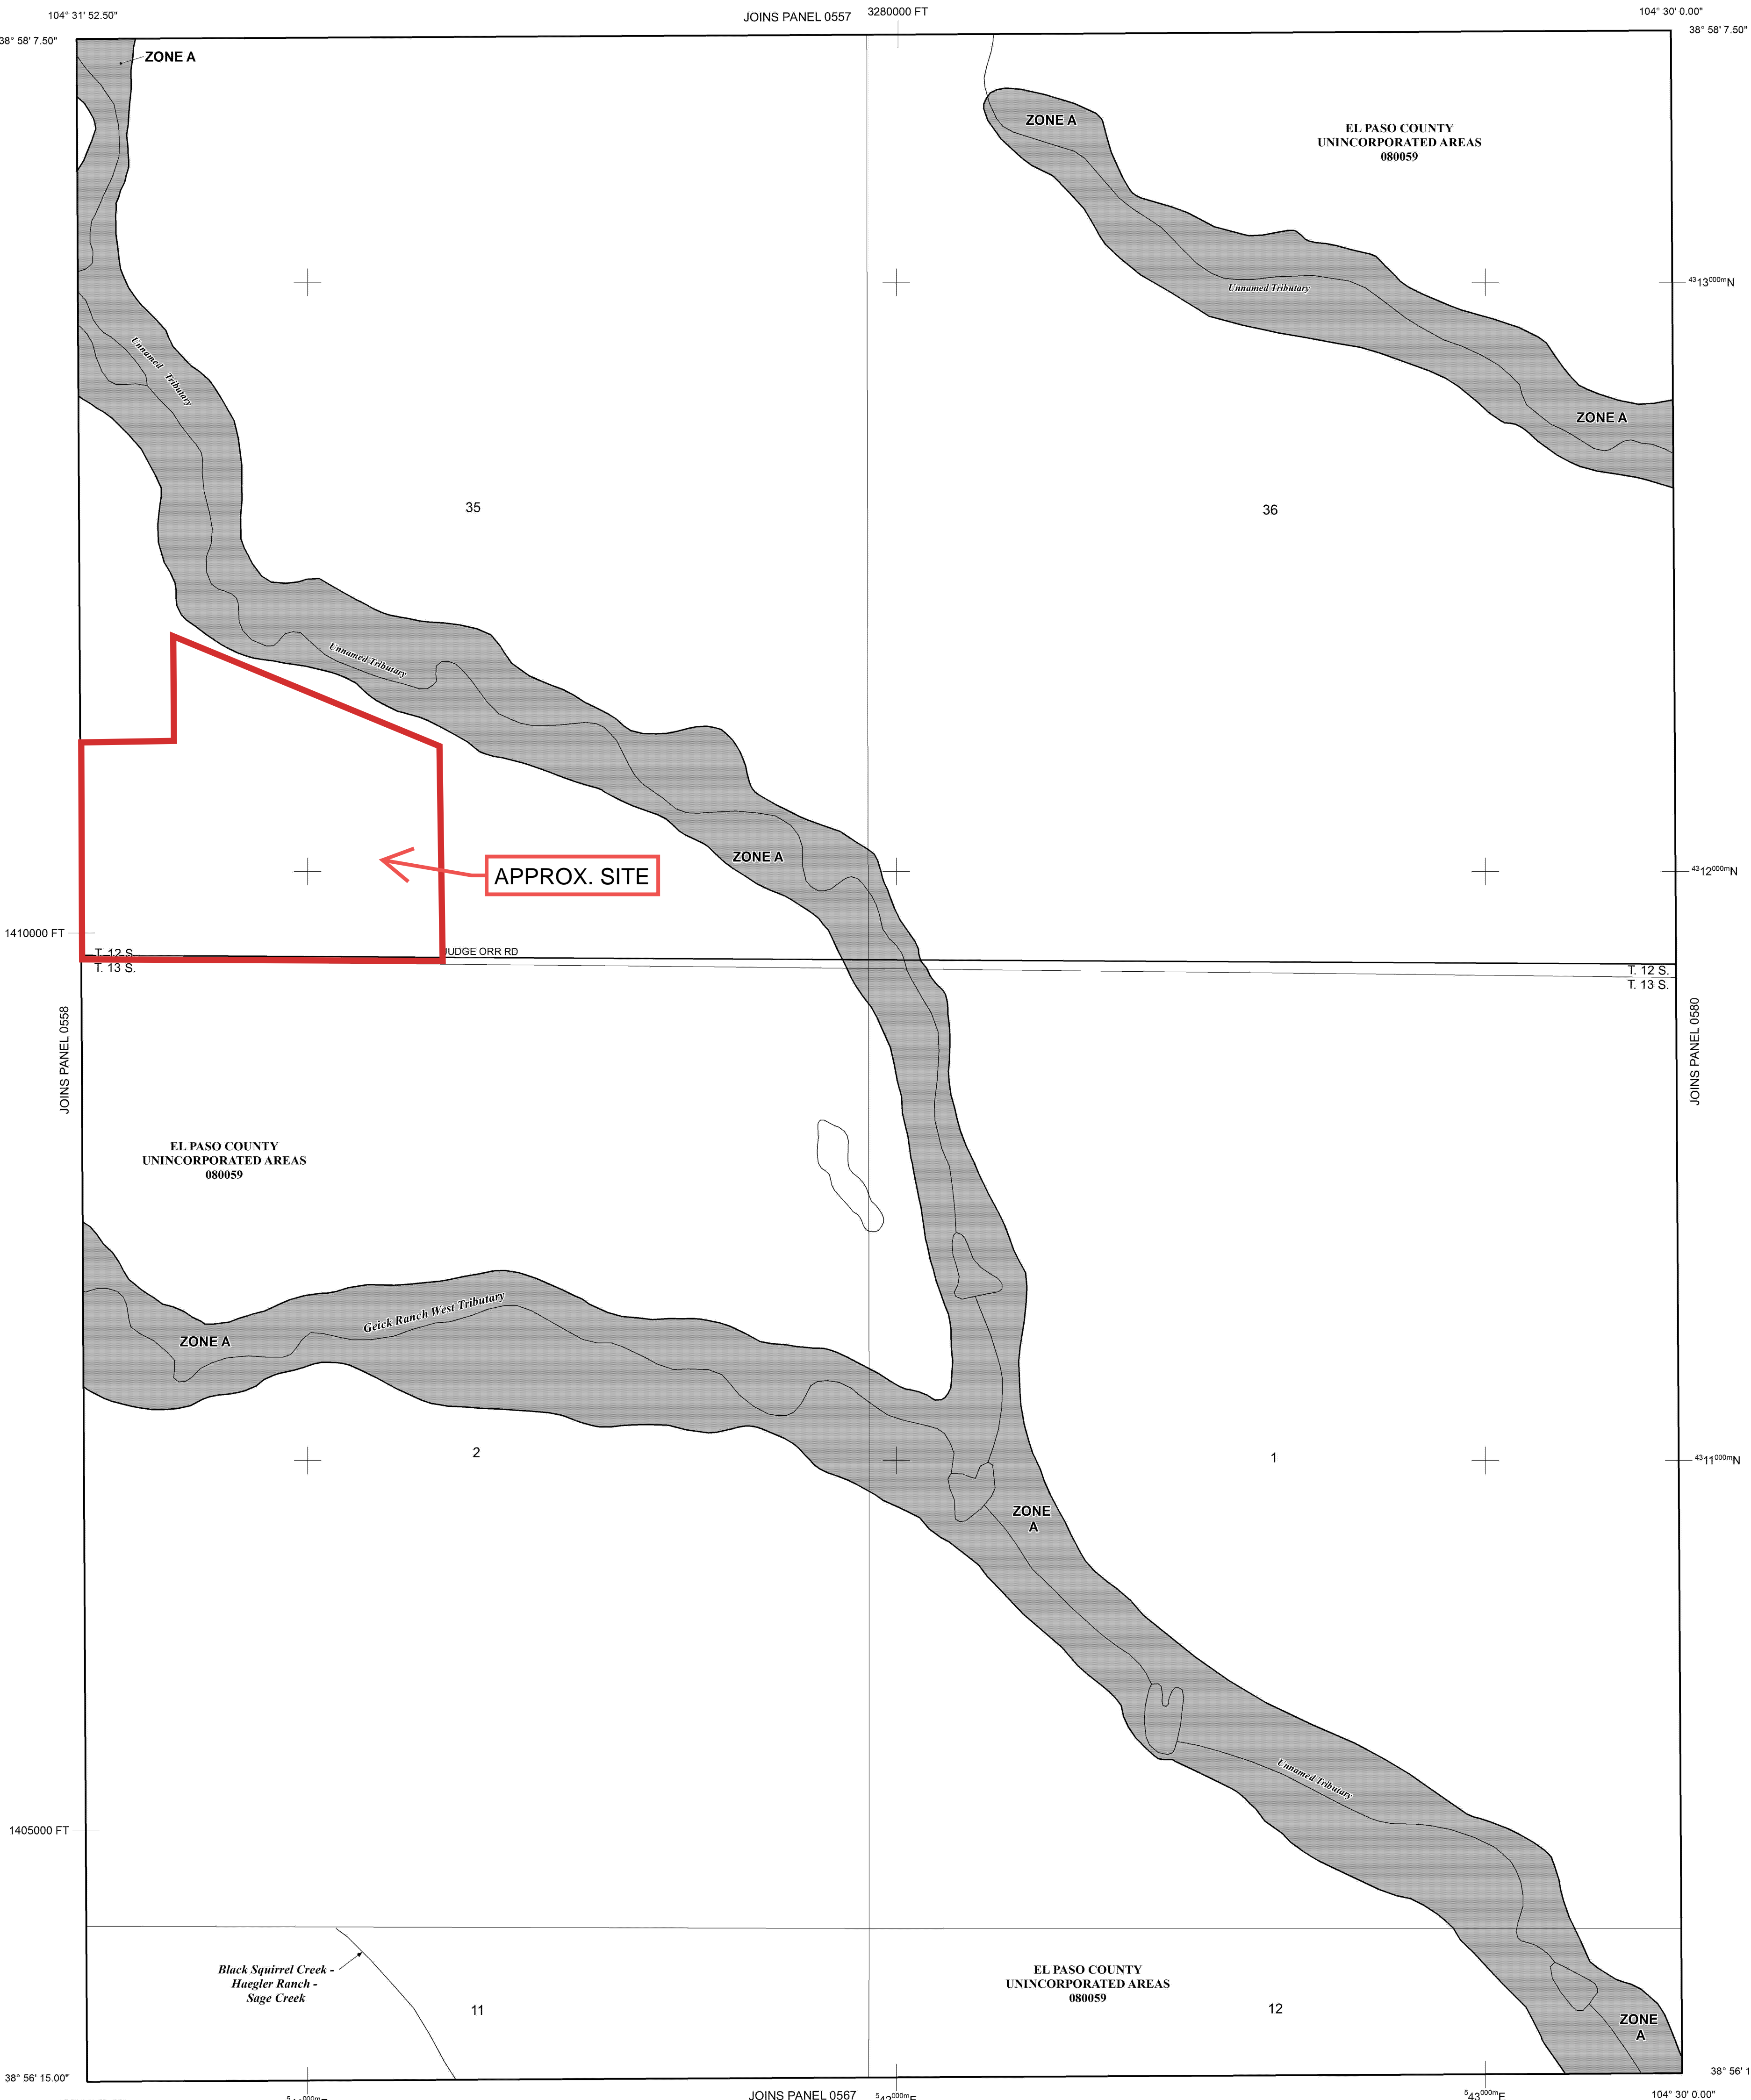 104° 31' 52.50"
JOINS PANEL 0557
3280000 FT
104° 30' 0.00"
38° 58' 7.50"
38° 58' 7.50"
ZONE A
ZONE A
EL PASO COUNTY
UNINCORPORATED AREAS
080059
Unnamed Tributary
4313000mN
Unnamed Tributary
ZONE A
35
36
Unnamed Tributary
ZONE A
APPROX. SITE
4312000mN
1410000 FT
T. 12 S.
JUDGE ORR RD
T. 13 S.
T. 12 S.
T. 13 S.
JOINS PANEL 0558
JOINS PANEL 0580
EL PASO COUNTY
UNINCORPORATED AREAS
080059
Geick Ranch West Tributary
ZONE A
2
1
4311000mN
ZONE
A
Unnamed Tributary
1405000 FT
Black Squirrel Creek -
Haegler Ranch -
Sage Creek
EL PASO COUNTY
UNINCORPORATED AREAS
080059
11
12
ZONE
A
38° 56' 15.00"
38° 56' 1
JOINS PANEL 0567
542000mE
543000mE
104° 30' 0.00"